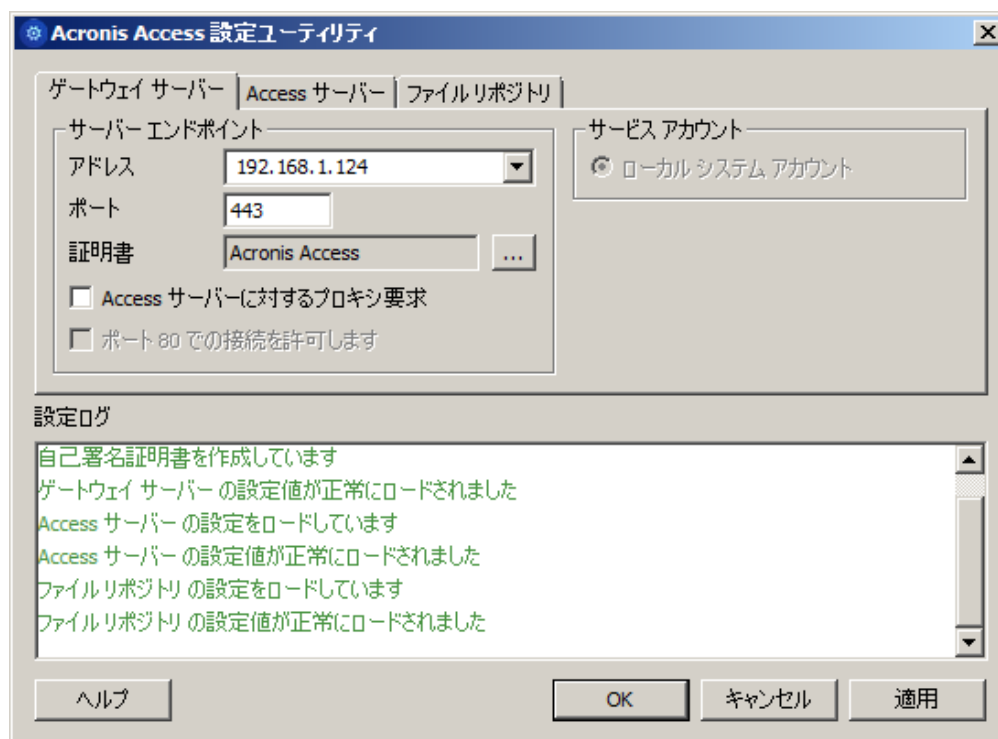 Acronis Access 設定ユーティリティ
ゲートウェイ サーバー
Access サーバー
ファイル リポジトリ
サーバー エンドポイント
アドレス
192.168.1.124
ポート
443
証明書
Acronis Access
...
Access サーバーに対するプロキシ要求
ポート 80 での接続を許可します
サービス アカウント
ローカル システム アカウント
設定ログ
自己署名証明書を作成しています
ゲートウェイ サーバー の設定値が正常にロードされました
Access サーバー の設定をロードしています
Access サーバー の設定値が正常にロードされました
ファイル リポジトリ の設定をロードしています
ファイル リポジトリ の設定値が正常にロードされました
ヘルプ
OK
キャンセル
適用